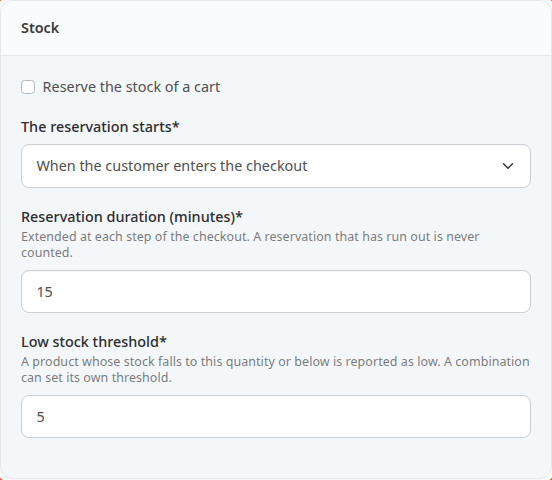 Stock
Reserve the stock of a cart
The reservation starts*
When the customer enters the checkout
Reservation duration (minutes)*
Extended at each step of the checkout. A reservation that has run out is never
counted.
15
Low stock threshold*
A product whose stock falls to this quantity or below is reported as low. A combination
can set its own threshold.
5